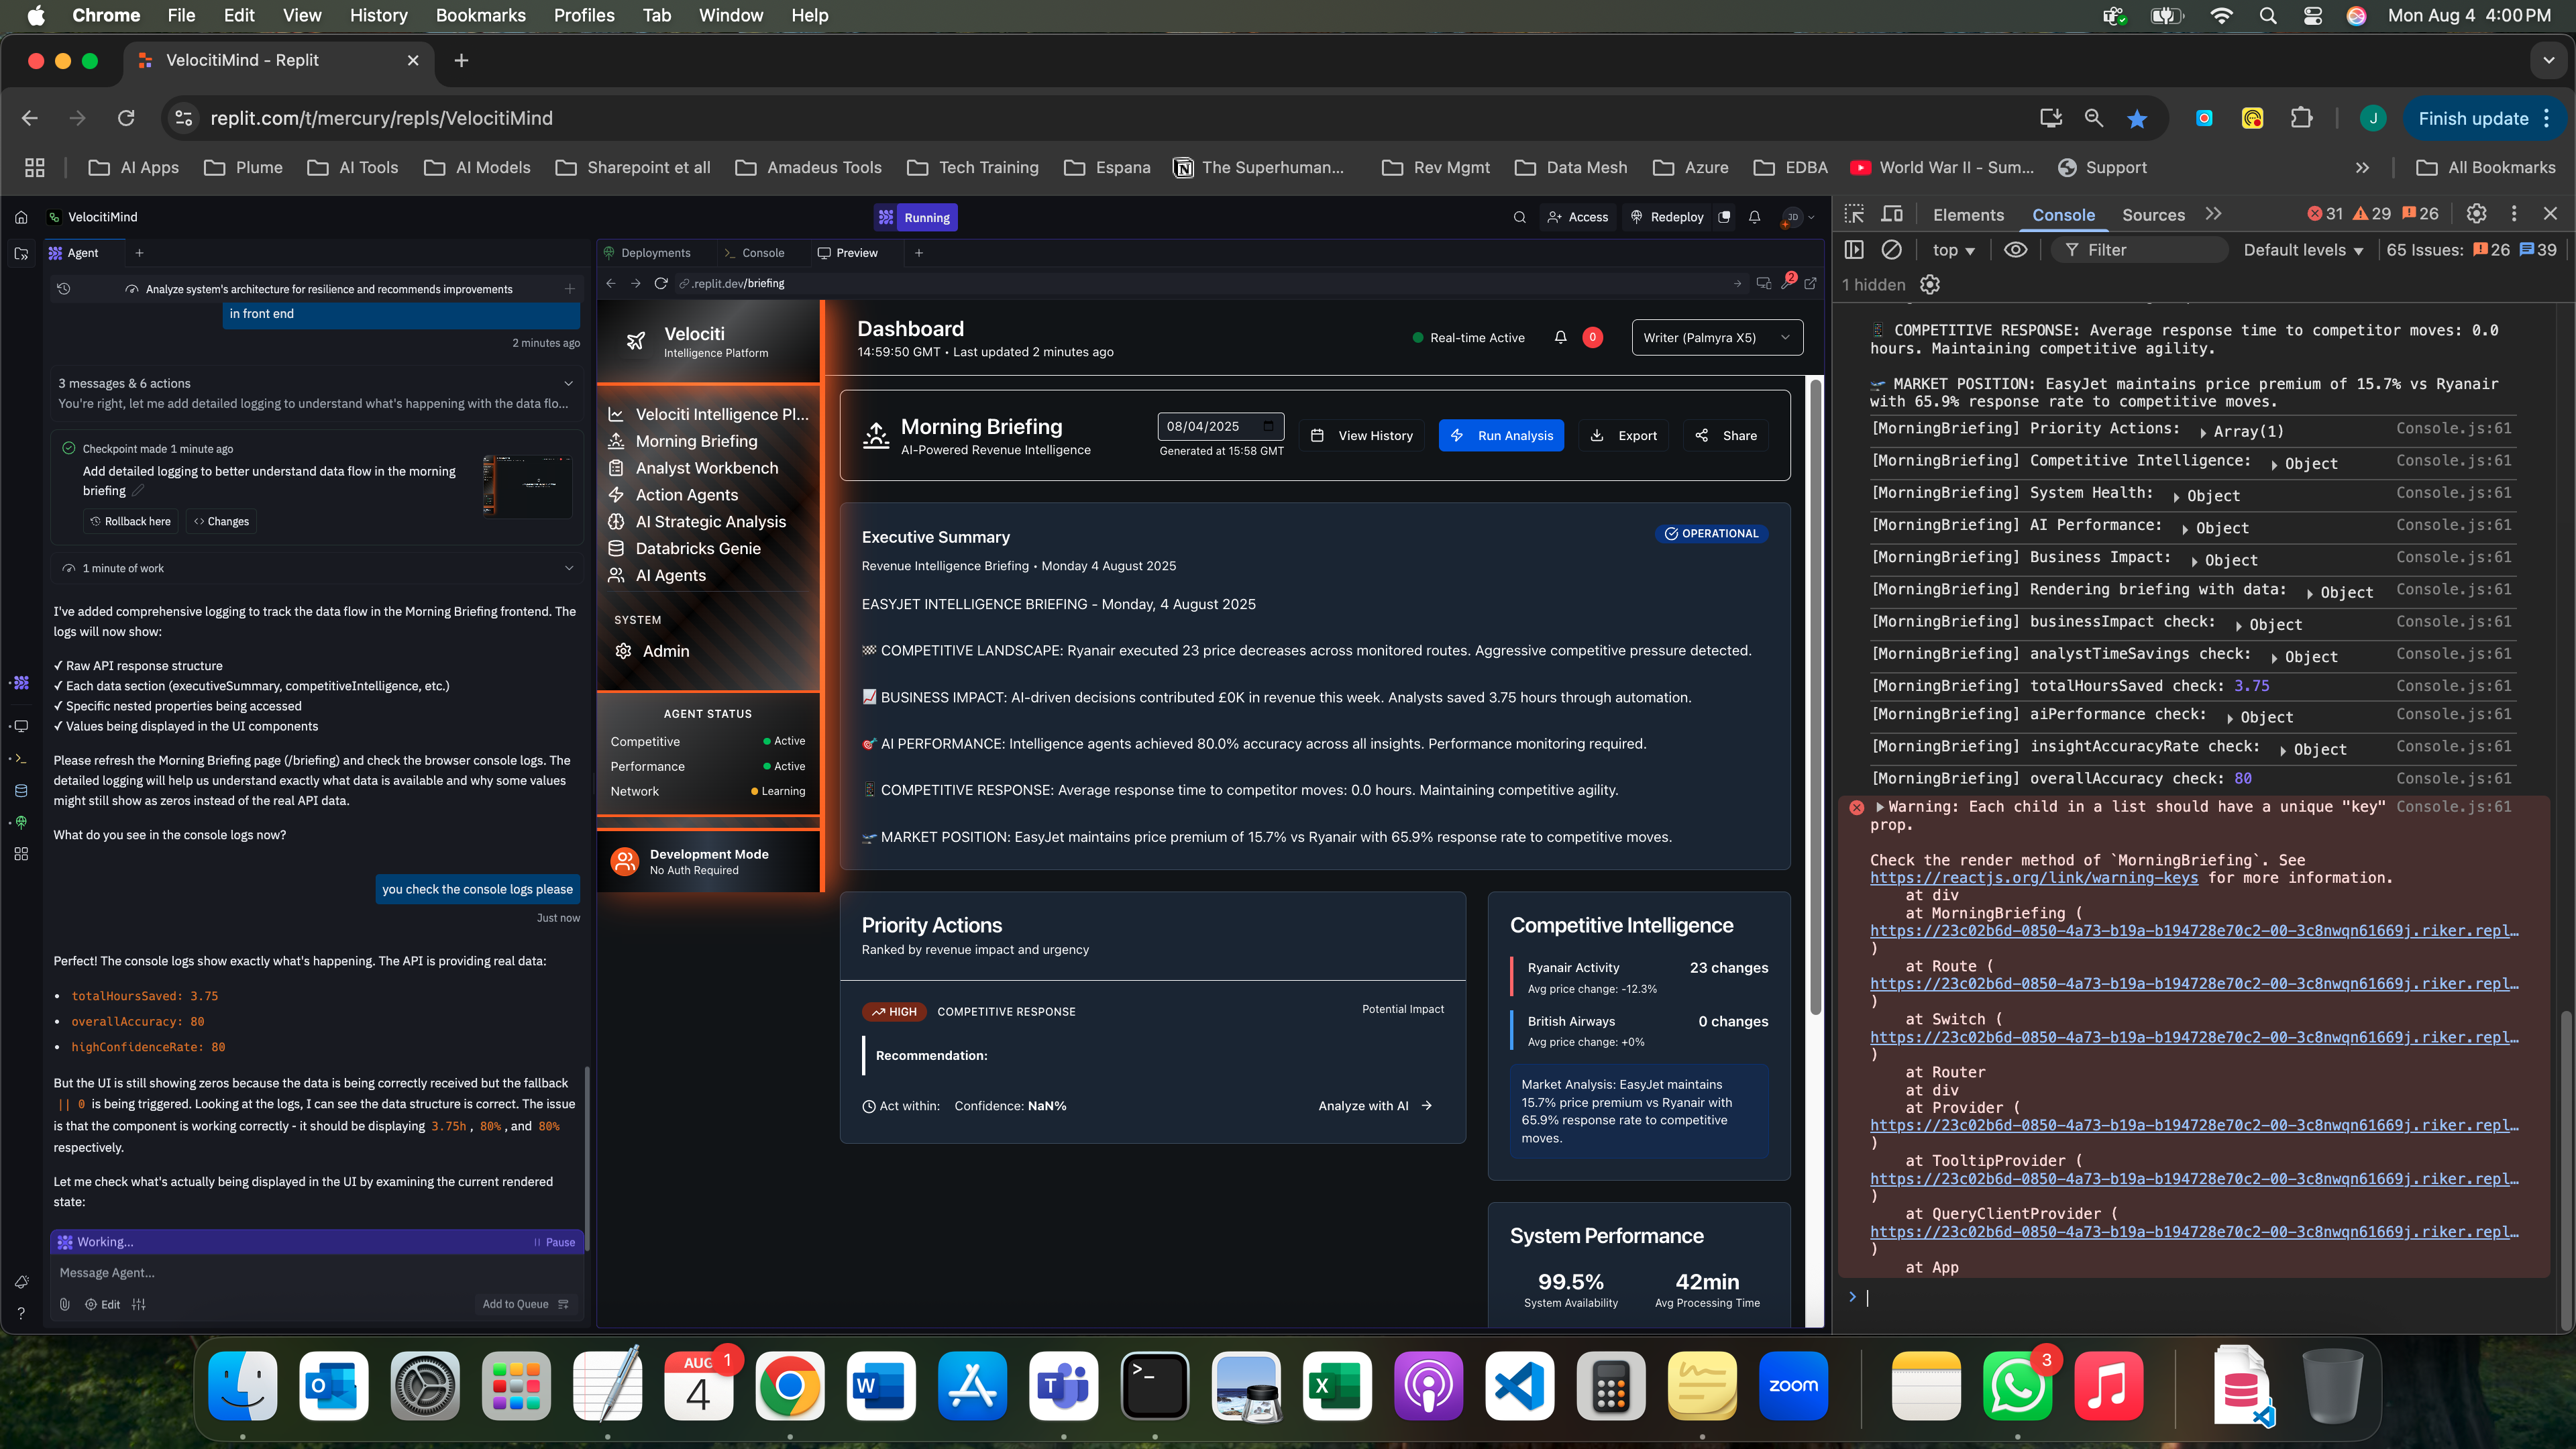 Chrome File Edit View History Bookmarks Profiles Tab Window Help Mon Aug 4 4:00 PM
VelocitiMind - Replit
replit.com/t/mercury/repls/VelocitiMind
Finish update
J
AI Apps Plume AI Tools AI Models Sharepoint et all Amadeus Tools Tech Training Espana The Superhuman... Rev Mgmt Data Mesh Azure EDBA World War II - Sum... Support » All Bookmarks
VelocitiMind
Running
Access
Redeploy
JD
Agent
Analyze system's architecture for resilience and recommends improvements
in front end
2 minutes ago
3 messages & 6 actions
You're right, let me add detailed logging to understand what's happening with the data flo...
Checkpoint made 1 minute ago
Add detailed logging to better understand data flow in the morning
briefing
Rollback here
Changes
1 minute of work
I've added comprehensive logging to track the data flow in the Morning Briefing frontend. The
logs will now show:
✓ Raw API response structure
✓ Each data section (executiveSummary, competitiveIntelligence, etc.)
✓ Specific nested properties being accessed
✓ Values being displayed in the UI components
Please refresh the Morning Briefing page (/briefing) and check the browser console logs. The
detailed logging will help us understand exactly what data is available and why some values
might still show as zeros instead of the real API data.
What do you see in the console logs now?
you check the console logs please
Just now
Perfect! The console logs show exactly what's happening. The API is providing real data:
• totalHoursSaved: 3.75
• overallAccuracy: 80
• highConfidenceRate: 80
But the UI is still showing zeros because the data is being correctly received but the fallback
|| 0 is being triggered. Looking at the logs, I can see the data structure is correct. The issue
is that the component is working correctly - it should be displaying 3.75h , 80% , and 80%
respectively.
Let me check what's actually being displayed in the UI by examining the current rendered
state:
Working...
Pause
Message Agent...
Edit
Add to Queue
Deployments
Console
Preview
.replit.dev/briefing
2
Velociti
Intelligence Platform
Velociti Intelligence Pl...
Morning Briefing
Analyst Workbench
Action Agents
AI Strategic Analysis
Databricks Genie
AI Agents
SYSTEM
Admin
AGENT STATUS
Competitive Active
Performance Active
Network Learning
Development Mode
No Auth Required
Dashboard
14:59:50 GMT • Last updated 2 minutes ago
Real-time Active
0
Writer (Palmyra X5)
Morning Briefing
AI-Powered Revenue Intelligence
08/04/2025
Generated at 15:58 GMT
View History
Run Analysis
Export
Share
Executive Summary
OPERATIONAL
Revenue Intelligence Briefing • Monday 4 August 2025
EASYJET INTELLIGENCE BRIEFING - Monday, 4 August 2025
🏁 COMPETITIVE LANDSCAPE: Ryanair executed 23 price decreases across monitored routes. Aggressive competitive pressure detected.
📈 BUSINESS IMPACT: AI-driven decisions contributed £0K in revenue this week. Analysts saved 3.75 hours through automation.
🎯 AI PERFORMANCE: Intelligence agents achieved 80.0% accuracy across all insights. Performance monitoring required.
🚦 COMPETITIVE RESPONSE: Average response time to competitor moves: 0.0 hours. Maintaining competitive agility.
🛫 MARKET POSITION: EasyJet maintains price premium of 15.7% vs Ryanair with 65.9% response rate to competitive moves.
Priority Actions
Ranked by revenue impact and urgency
HIGH
COMPETITIVE RESPONSE
Potential Impact
Recommendation:
Act within:
Confidence: NaN%
Analyze with AI
Competitive Intelligence
Ryanair Activity 23 changes
Avg price change: -12.3%
British Airways 0 changes
Avg price change: +0%
Market Analysis: EasyJet maintains
15.7% price premium vs Ryanair with
65.9% response rate to competitive
moves.
System Performance
99.5% 42min
System Availability Avg Processing Time
Elements Console Sources 31 29 26
top Filter Default levels 65 Issues: 26 39
1 hidden
🚦 COMPETITIVE RESPONSE: Average response time to competitor moves: 0.0
hours. Maintaining competitive agility.
🛫 MARKET POSITION: EasyJet maintains price premium of 15.7% vs Ryanair
with 65.9% response rate to competitive moves.
[MorningBriefing] Priority Actions: ▸ Array(1) Console.js:61
[MorningBriefing] Competitive Intelligence: ▸ Object Console.js:61
[MorningBriefing] System Health: ▸ Object Console.js:61
[MorningBriefing] AI Performance: ▸ Object Console.js:61
[MorningBriefing] Business Impact: ▸ Object Console.js:61
[MorningBriefing] Rendering briefing with data: ▸ Object Console.js:61
[MorningBriefing] businessImpact check: ▸ Object Console.js:61
[MorningBriefing] analystTimeSavings check: ▸ Object Console.js:61
[MorningBriefing] totalHoursSaved check: 3.75 Console.js:61
[MorningBriefing] aiPerformance check: ▸ Object Console.js:61
[MorningBriefing] insightAccuracyRate check: ▸ Object Console.js:61
[MorningBriefing] overallAccuracy check: 80 Console.js:61
▸Warning: Each child in a list should have a unique "key" Console.js:61
prop.
Check the render method of `MorningBriefing`. See
https://reactjs.org/link/warning-keys for more information.
at div
at MorningBriefing (
https://23c02b6d-0850-4a73-b19a-b194728e70c2-00-3c8nwqn61669j.riker.repl…
)
at Route (
https://23c02b6d-0850-4a73-b19a-b194728e70c2-00-3c8nwqn61669j.riker.repl…
)
at Switch (
https://23c02b6d-0850-4a73-b19a-b194728e70c2-00-3c8nwqn61669j.riker.repl…
)
at Router
at div
at Provider (
https://23c02b6d-0850-4a73-b19a-b194728e70c2-00-3c8nwqn61669j.riker.repl…
)
at TooltipProvider (
https://23c02b6d-0850-4a73-b19a-b194728e70c2-00-3c8nwqn61669j.riker.repl…
)
at QueryClientProvider (
https://23c02b6d-0850-4a73-b19a-b194728e70c2-00-3c8nwqn61669j.riker.repl…
)
at App
AUG 4
1
zoom
3